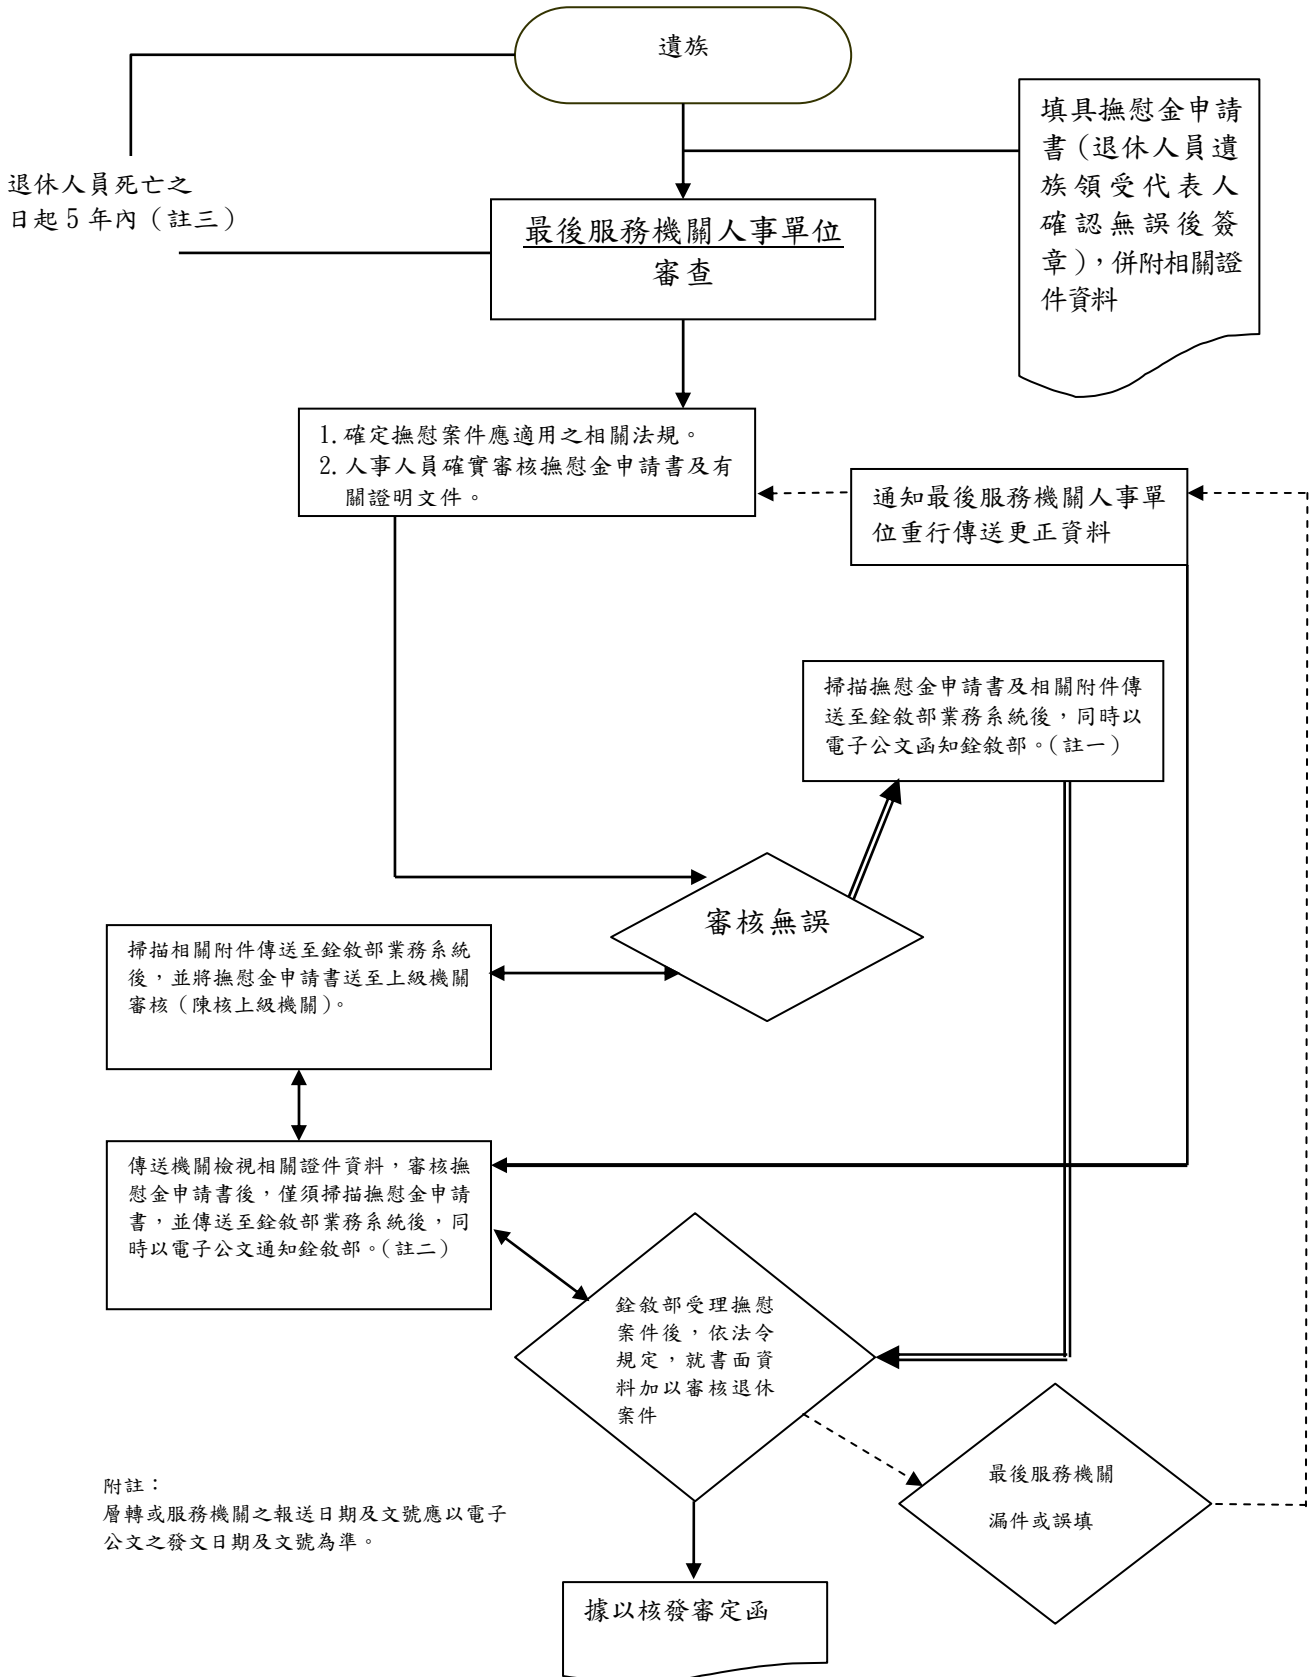 遺族
填具撫慰金申請
書(退休人員遺
族領受代表人
確認無誤後簽
章),併附相關證
件資料
退休人員死亡之
日起5年內(註三)
最後服務機關人事單位
審查
1.確定撫慰案件應適用之相關法規。
2.人事人員確實審核撫慰金申請書及有
關證明文件。
通知最後服務機關人事單
位重行傳送更正資料
掃描撫慰金申請書及相關附件傳
送至銓敘部業務系統後,同時以
電子公文函知銓敘部。(註一)
審核無誤
掃描相關附件傳送至銓敘部業務系統
後,並將撫慰金申請書送至上級機關
審核(陳核上級機關)。
傳送機關檢視相關證件資料,審核撫
慰金申請書後,僅須掃描撫慰金申請
書,並傳送至銓敘部業務系統後,同
時以電子公文通知銓敘部。(註二)
銓敘部受理撫慰
案件後,依法令
規定,就書面資
料加以審核退休
案件
最後服務機關
漏件或誤填
附註:
層轉或服務機關之報送日期及文號應以電子
公文之發文日期及文號為準。
據以核發審定函